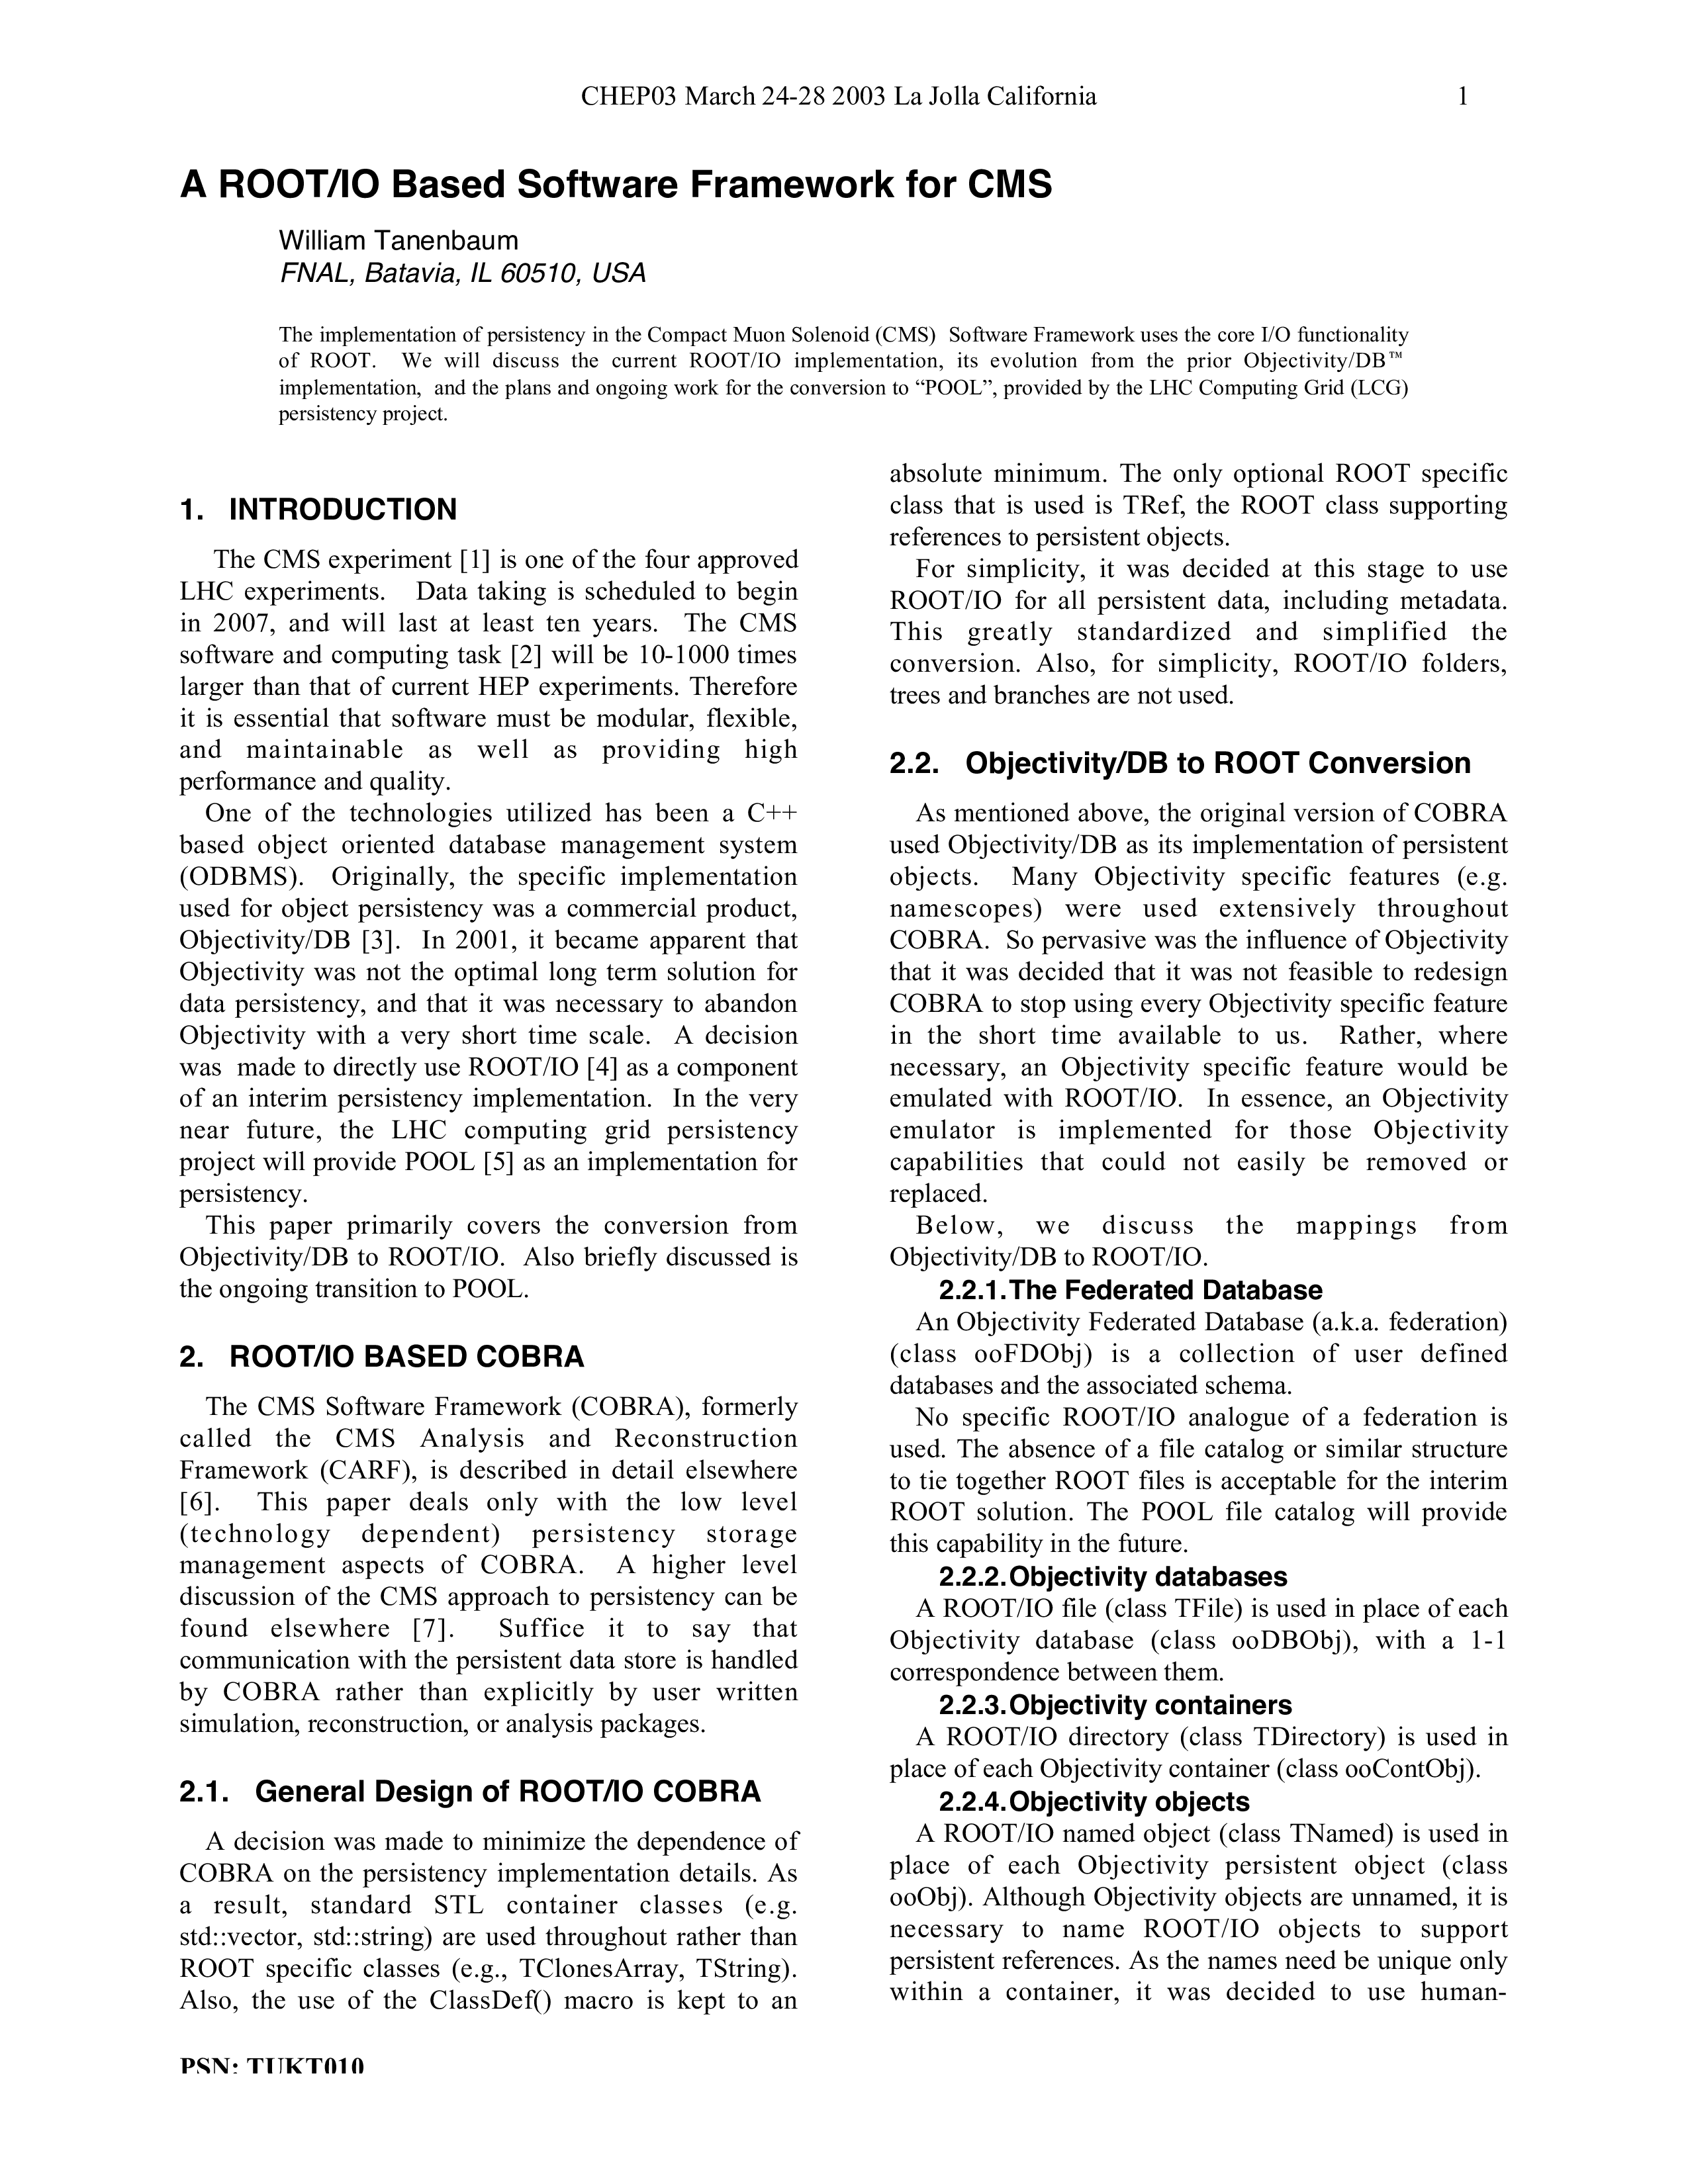 CHEP03 March 24-28 2003 La Jolla California 1
A ROOT/IO Based Software Framework for CMS
William Tanenbaum
FNAL, Batavia, IL 60510, USA
The implementation of persistency in the Compact Muon Solenoid (CMS) Software Framework uses the core I/O functionality
of ROOT. We will discuss the current ROOT/IO implementation, its evolution from the prior Objectivity/DB™
implementation, and the plans and ongoing work for the conversion to “POOL”, provided by the LHC Computing Grid (LCG)
persistency project.
1. INTRODUCTION
The CMS experiment [1] is one of the four approved
LHC experiments. Data taking is scheduled to begin
in 2007, and will last at least ten years. The CMS
software and computing task [2] will be 10-1000 times
larger than that of current HEP experiments. Therefore
it is essential that software must be modular, flexible,
and maintainable as well as providing high
performance and quality.
One of the technologies utilized has been a C++
based object oriented database management system
(ODBMS). Originally, the specific implementation
used for object persistency was a commercial product,
Objectivity/DB [3]. In 2001, it became apparent that
Objectivity was not the optimal long term solution for
data persistency, and that it was necessary to abandon
Objectivity with a very short time scale. A decision
was made to directly use ROOT/IO [4] as a component
of an interim persistency implementation. In the very
near future, the LHC computing grid persistency
project will provide POOL [5] as an implementation for
persistency.
This paper primarily covers the conversion from
Objectivity/DB to ROOT/IO. Also briefly discussed is
the ongoing transition to POOL.
2. ROOT/IO BASED COBRA
The CMS Software Framework (COBRA), formerly
called the CMS Analysis and Reconstruction
Framework (CARF), is described in detail elsewhere
[6]. This paper deals only with the low level
(technology dependent) persistency storage
management aspects of COBRA. A higher level
discussion of the CMS approach to persistency can be
found elsewhere [7]. Suffice it to say that
communication with the persistent data store is handled
by COBRA rather than explicitly by user written
simulation, reconstruction, or analysis packages.
2.1. General Design of ROOT/IO COBRA
A decision was made to minimize the dependence of
COBRA on the persistency implementation details. As
a result, standard STL container classes (e.g.
std::vector, std::string) are used throughout rather than
ROOT specific classes (e.g., TClonesArray, TString).
Also, the use of the ClassDef() macro is kept to an
absolute minimum. The only optional ROOT specific
class that is used is TRef, the ROOT class supporting
references to persistent objects.
For simplicity, it was decided at this stage to use
ROOT/IO for all persistent data, including metadata.
This greatly standardized and simplified the
conversion. Also, for simplicity, ROOT/IO folders,
trees and branches are not used.
2.2. Objectivity/DB to ROOT Conversion
As mentioned above, the original version of COBRA
used Objectivity/DB as its implementation of persistent
objects. Many Objectivity specific features (e.g.
namescopes) were used extensively throughout
COBRA. So pervasive was the influence of Objectivity
that it was decided that it was not feasible to redesign
COBRA to stop using every Objectivity specific feature
in the short time available to us. Rather, where
necessary, an Objectivity specific feature would be
emulated with ROOT/IO. In essence, an Objectivity
emulator is implemented for those Objectivity
capabilities that could not easily be removed or
replaced.
Below, we discuss the mappings from
Objectivity/DB to ROOT/IO.
2.2.1.The Federated Database
An Objectivity Federated Database (a.k.a. federation)
(class ooFDObj) is a collection of user defined
databases and the associated schema.
No specific ROOT/IO analogue of a federation is
used. The absence of a file catalog or similar structure
to tie together ROOT files is acceptable for the interim
ROOT solution. The POOL file catalog will provide
this capability in the future.
2.2.2.Objectivity databases
A ROOT/IO file (class TFile) is used in place of each
Objectivity database (class ooDBObj), with a 1-1
correspondence between them.
2.2.3.Objectivity containers
A ROOT/IO directory (class TDirectory) is used in
place of each Objectivity container (class ooContObj).
2.2.4.Objectivity objects
A ROOT/IO named object (class TNamed) is used in
place of each Objectivity persistent object (class
ooObj). Although Objectivity objects are unnamed, it is
necessary to name ROOT/IO objects to support
persistent references. As the names need be unique only
within a container, it was decided to use human-
PSN: TUKT010